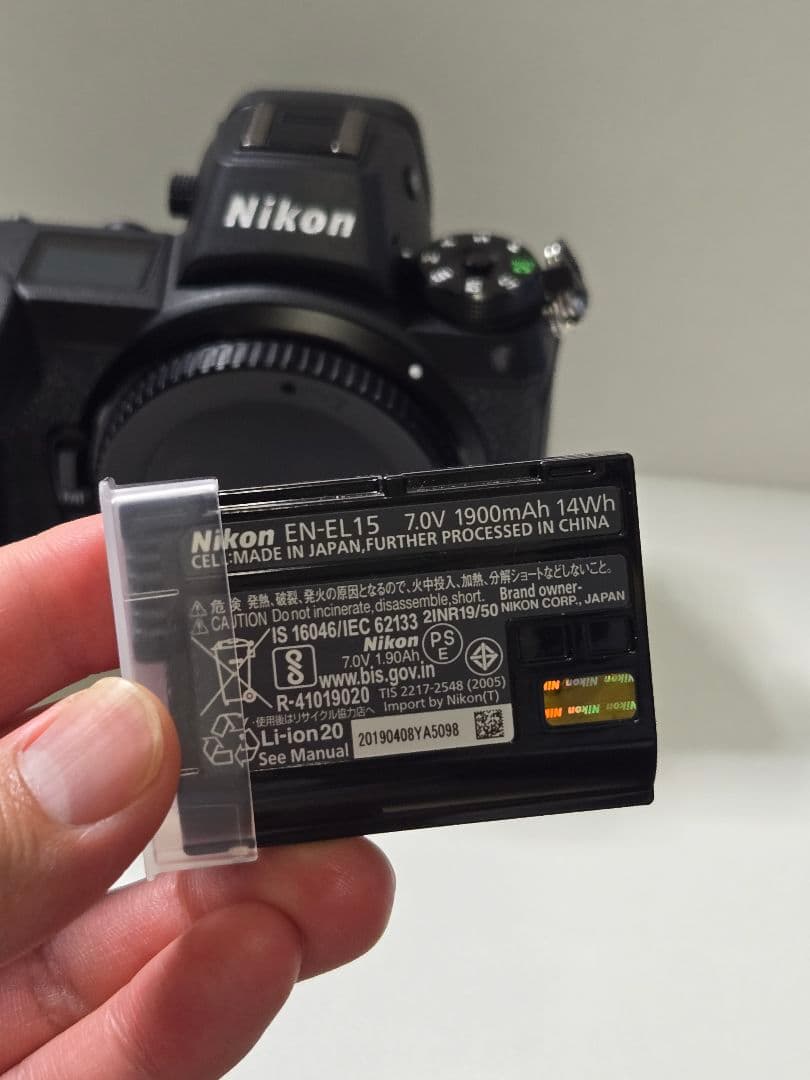 Nikon
Nikon EN-EL15 7.0V 1900mAh 14Wh
CELL:MADE IN JAPAN,FURTHER PROCESSED IN CHINA
危険 発熱、破裂、発火の原因となるので、火中投入、加熱、分解ショートなどしないこと。
CAUTION Do not incinerate,disassemble,short. Brand owner-
NIKON CORP., JAPAN
IS 16046/IEC 62133 2INR19/50
Nikon
7.0V 1.90Ah
PS
E
www.bis.gov.in
R-41019020 TIS 2217-2548 (2005)
Import by Nikon(T)
・使用後はリサイクル協力店へ
Li-ion20
See Manual
20190408YA5098
Nikon Nikon Nikon
Nikon Nikon Nikon